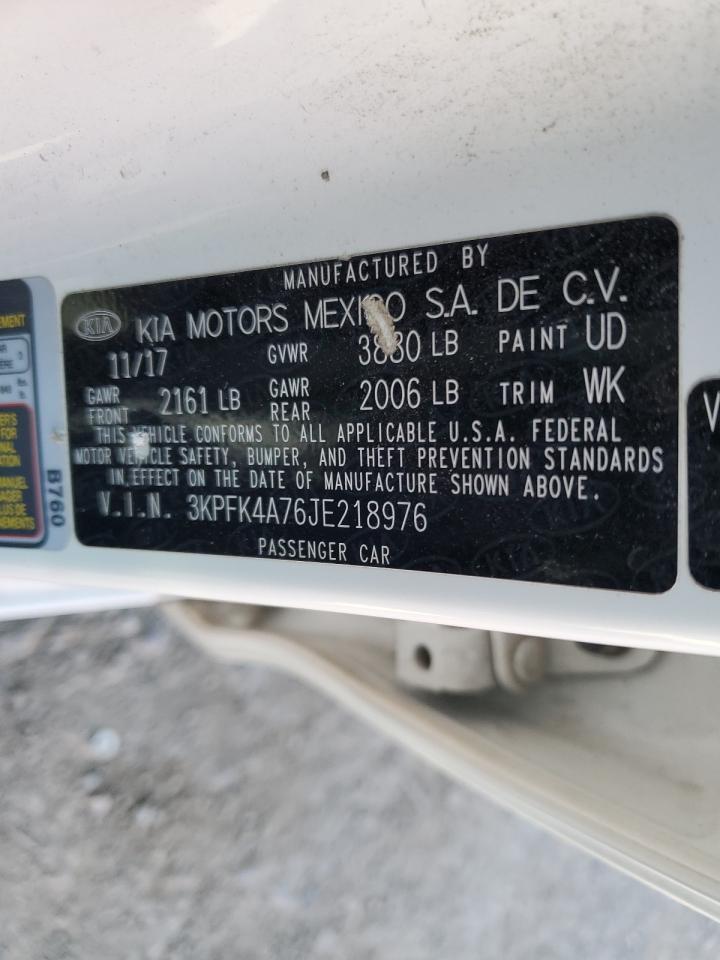 MANUFACTURED BY
KIA KIA MOTORS MEXICO S.A. DE C.V.
11/17 GVWR 3880 LB PAINT UD
GAWR FRONT 2161 LB GAWR REAR 2006 LB TRIM WK
THIS VEHICLE CONFORMS TO ALL APPLICABLE U.S.A. FEDERAL
MOTOR VEHICLE SAFETY, BUMPER, AND THEFT PREVENTION STANDARDS
IN EFFECT ON THE DATE OF MANUFACTURE SHOWN ABOVE.
V.I.N. 3KPFK4A76JE218976
PASSENGER CAR
B760